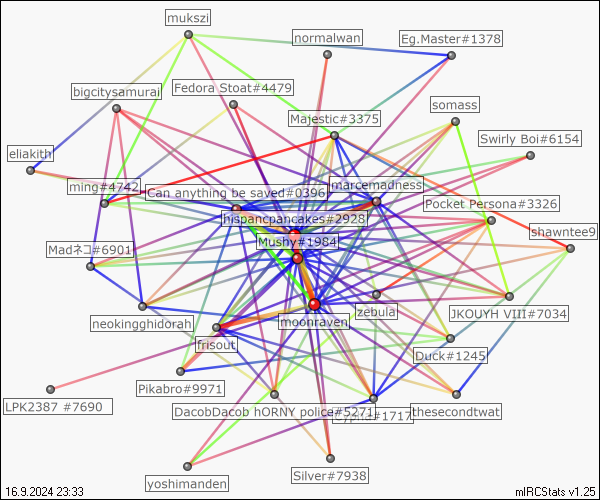 mukszi
normalwan
Eg.Master#1378
bigcitysamurai
Fedora Stoat#4479
somass
Majestic#3375
Swirly Boi#6154
eliakith
ming#4742
Can anything be saved#0396
marcemadness
Pocket Persona#3326
hispancpancakes#2928
shawntee9
Madネコ#6901
Mushy#1984
neokingghidorah
moonraven
zebula
JKOUYH VIII#7034
frisout
Duck#1245
Pikabro#9971
LPK2387 #7690
DacobDacob hORNY police#5271
#1717
thesecondtwat
yoshimanden
Silver#7938
16.9.2024 23:33
mIRCStats v1.25